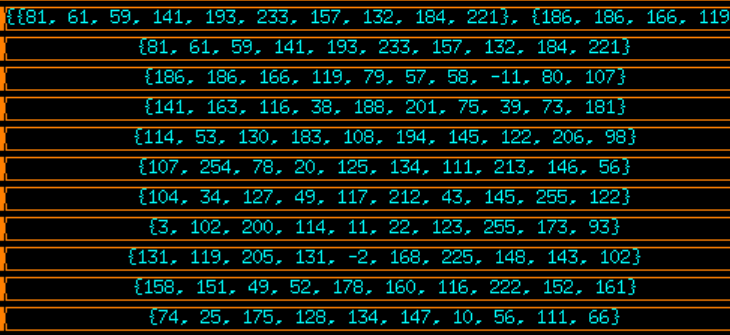 {{81, 61, 59, 141, 193, 233, 157, 132, 184, 221}, {186, 186, 166, 119
{81, 61, 59, 141, 193, 233, 157, 132, 184, 221}
{186, 186, 166, 119, 79, 57, 58, -11, 80, 107}
{141, 163, 116, 38, 188, 201, 75, 39, 73, 181}
{114, 53, 130, 183, 108, 194, 145, 122, 206, 98}
{107, 254, 78, 20, 125, 134, 111, 213, 146, 56}
{104, 34, 127, 49, 117, 212, 43, 145, 255, 122}
{3, 102, 200, 114, 11, 22, 123, 255, 173, 93}
{131, 119, 205, 131, -2, 168, 225, 148, 143, 102}
{158, 151, 49, 52, 178, 160, 116, 222, 152, 161}
{74, 25, 175, 128, 134, 147, 10, 56, 111, 66}